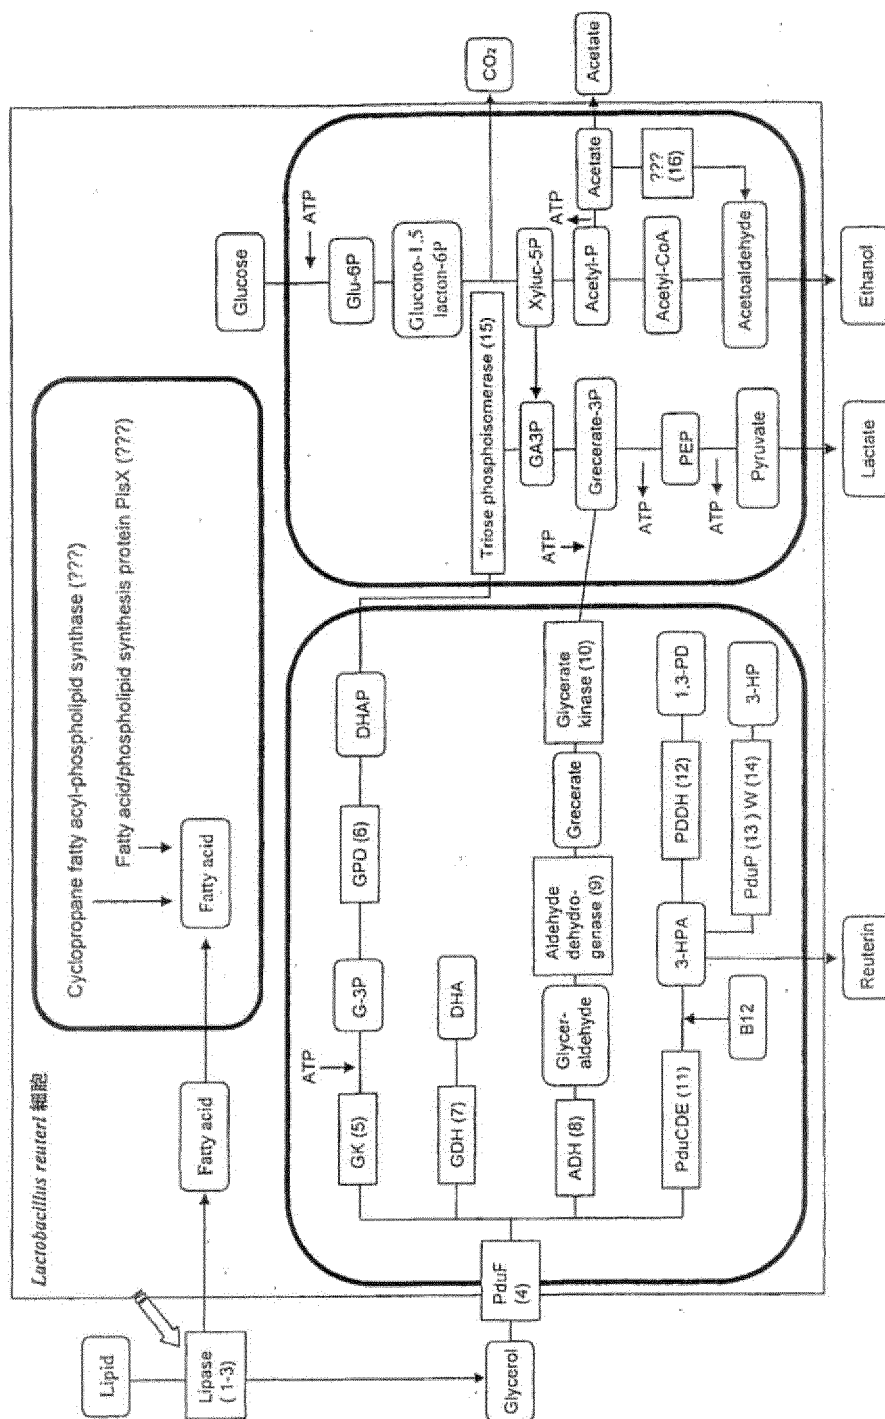 Lactobacillus reuteri 細胞
Lipid
Lipase
( 1-3)
Fatty acid
Fatty acid
Cyclopropane fatty acyl-phospholipid synthase (???)
Fatty acid/phospholipid synthesis protein PlsX (???)
Glycerol
PduF
(4)
GK (5)
ATP
G-3P
GPD (6)
DHAP
GDH (7)
DHA
ADH (8)
Glycer-
aldehyde
Aldehyde
dehydro-
genase (9)
Grecerate
Glycerate
kinase (10)
ATP
PduCDE (11)
B12
3-HPA
PDDH (12)
1,3-PD
PduP (13) W (14)
3-HP
Reuterin
Glucose
ATP
Glu-6P
Glucono-1,5
lacton-6P
CO₂
Triose phosphoisomerase (15)
Xyluc-5P
GA3P
Grecerate-3P
ATP
PEP
ATP
Pyruvate
Lactate
Acetyl-P
ATP
Acetate
Acetate
???
(16)
Acetyl-CoA
Acetoaldehyde
Ethanol